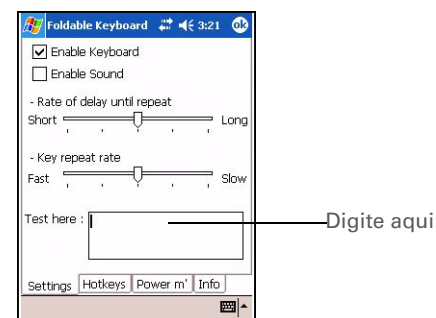 Foldable Keyboard 3:21 ok
Enable Keyboard
Enable Sound
- Rate of delay until repeat
Short Long
- Key repeat rate
Fast Slow
Test here :
Digite aqui
Settings Hotkeys Power m' Info